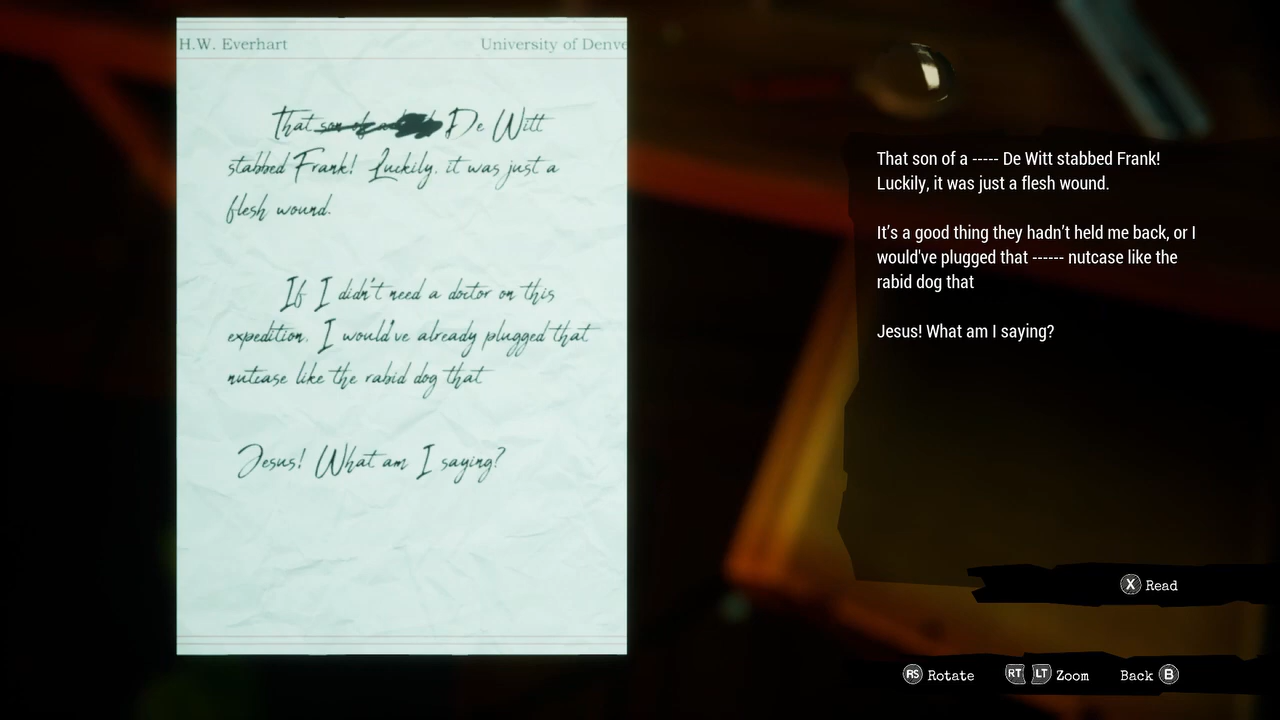 H.W. Everhart
University of Denve
That son of a De Witt
stabbed Frank! Luckily, it was just a
flesh wound.
If I didn't need a doctor on this
expedition, I would've already plugged that
nutcase like the rabid dog that
Jesus! What am I saying?
That son of a ----- De Witt stabbed Frank!
Luckily, it was just a flesh wound.
It's a good thing they hadn't held me back, or I
would've plugged that ------ nutcase like the
rabid dog that
Jesus! What am I saying?
X Read
RS Rotate
RT LT Zoom
Back B